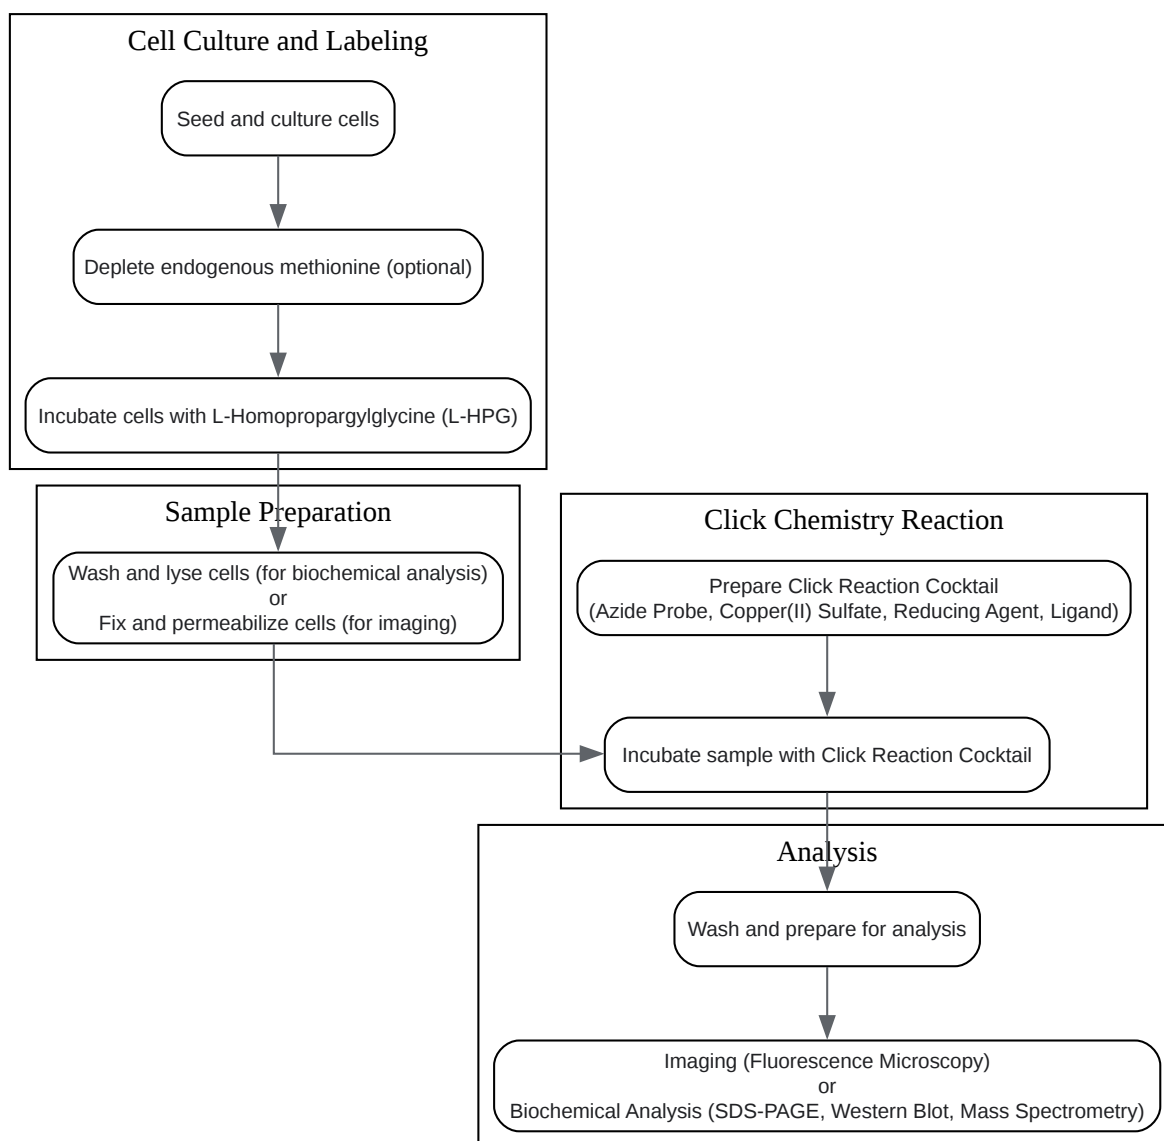 Cell Culture and Labeling
Seed and culture cells
Deplete endogenous methionine (optional)
Incubate cells with L-Homopropargylglycine (L-HPG)
Sample Preparation
Wash and lyse cells (for biochemical analysis)
or
Fix and permeabilize cells (for imaging)
Click Chemistry Reaction
Prepare Click Reaction Cocktail
(Azide Probe, Copper(II) Sulfate, Reducing Agent, Ligand)
Incubate sample with Click Reaction Cocktail
Analysis
Wash and prepare for analysis
Imaging (Fluorescence Microscopy)
or
Biochemical Analysis (SDS-PAGE, Western Blot, Mass Spectrometry)